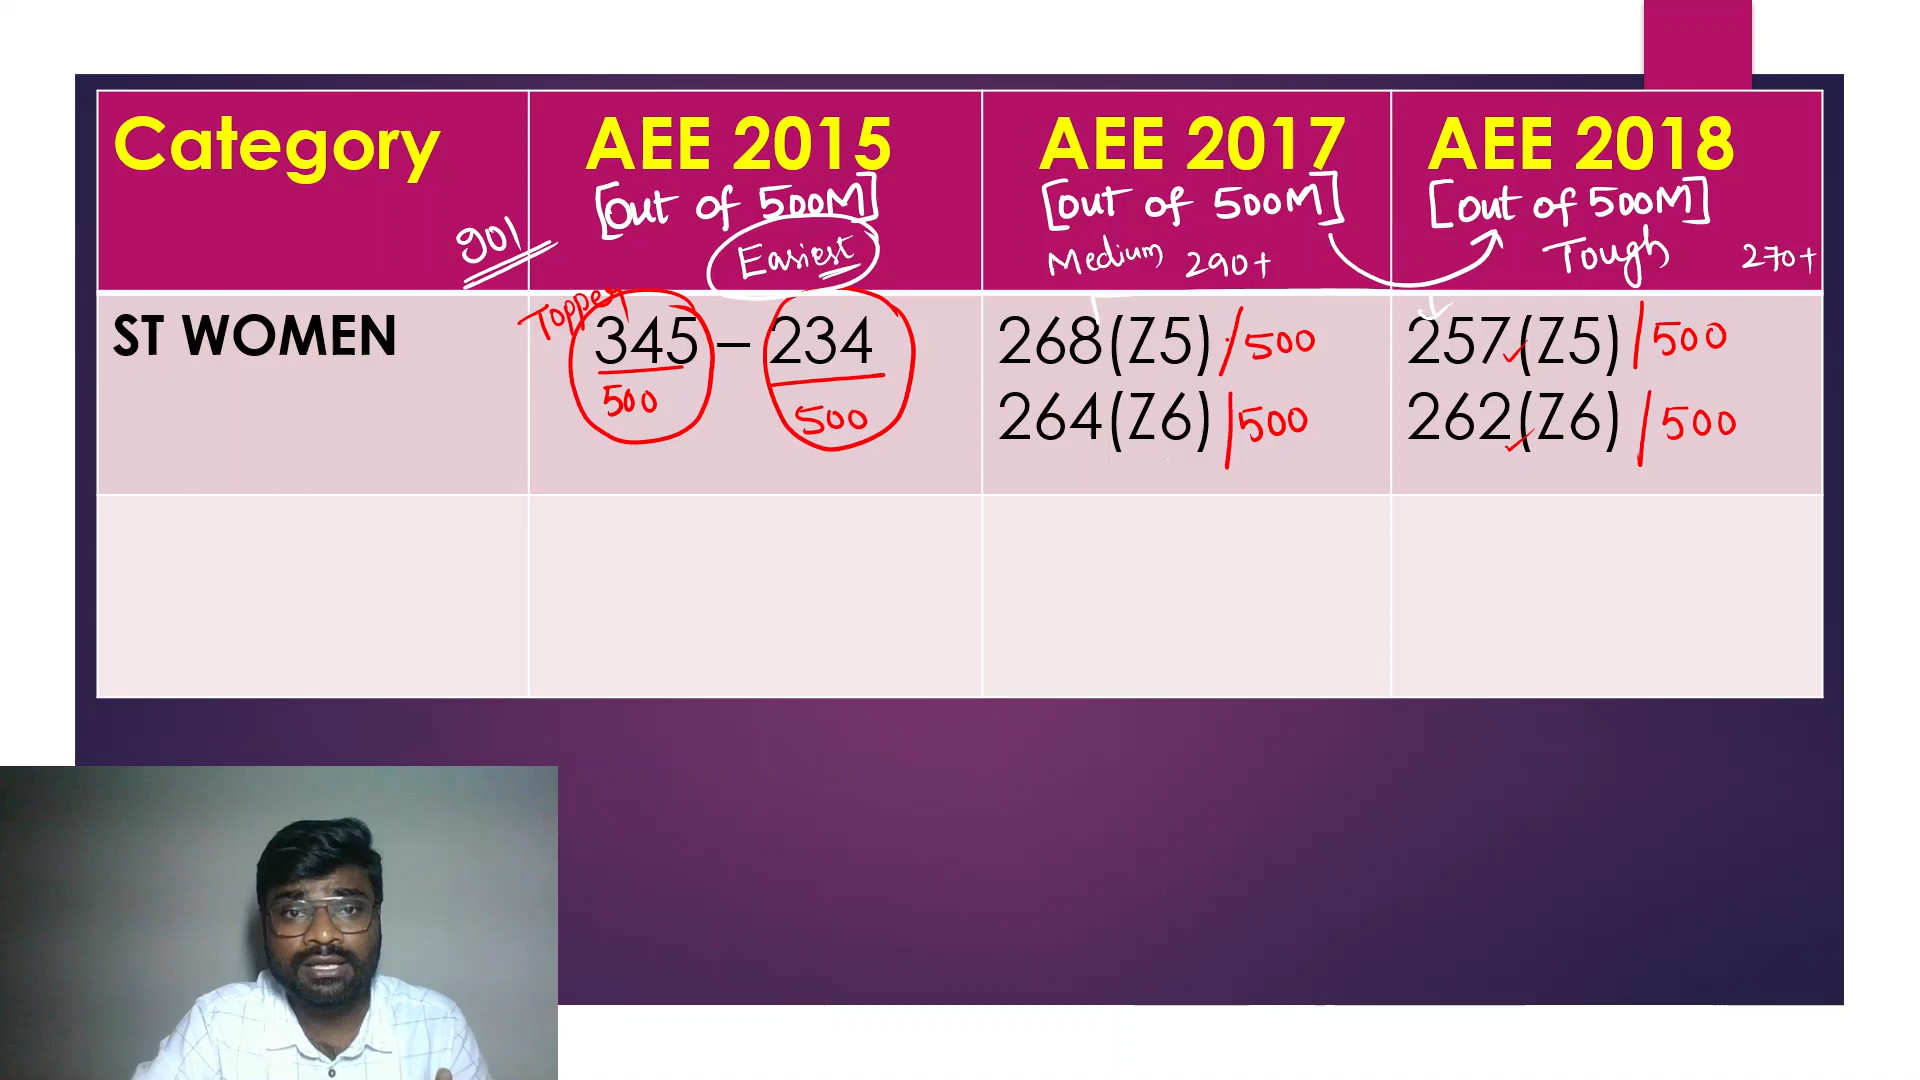 Category
AEE 2015
AEE 2017
AEE 2018
[out of 500M]
[out of 500M]
[out of 500M]
901
Easiest
Medium 290+
Tough 270+
Topper
ST WOMEN
345 – 234
268(Z5) /500
257(Z5) /500
500
500
264(Z6) /500
262(Z6) /500